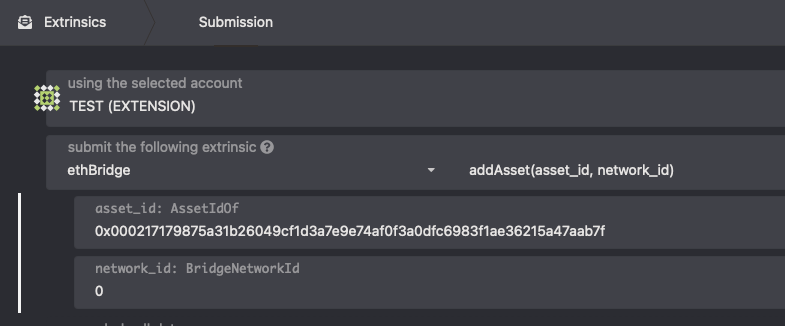 Extrinsics
Submission
using the selected account
TEST (EXTENSION)
submit the following extrinsic
ethBridge
addAsset(asset_id, network_id)
asset_id: AssetIdOf
0x000217179875a31b26049cf1d3a7e9e74af0f3a0dfc6983f1ae36215a47aab7f
network_id: BridgeNetworkId
0